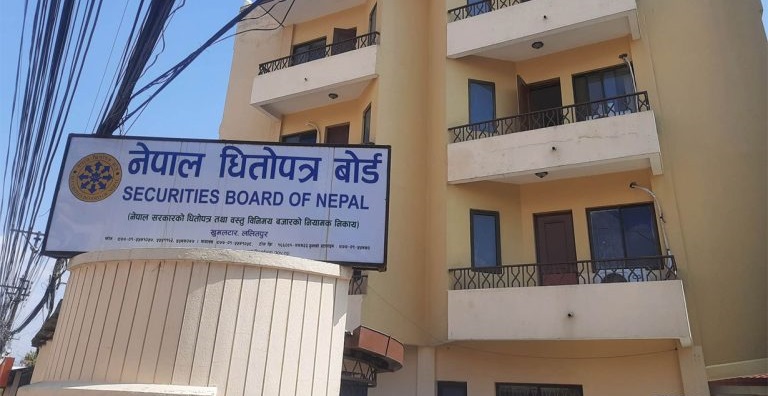 नेपाल धितोपत्र बोर्ड
SECURITIES BOARD OF NEPAL
(नेपाल सरकारको धितोपत्र तथा वस्तु विनिमय बजारको नियामक निकाय)
खुमलटार, ललितपुर